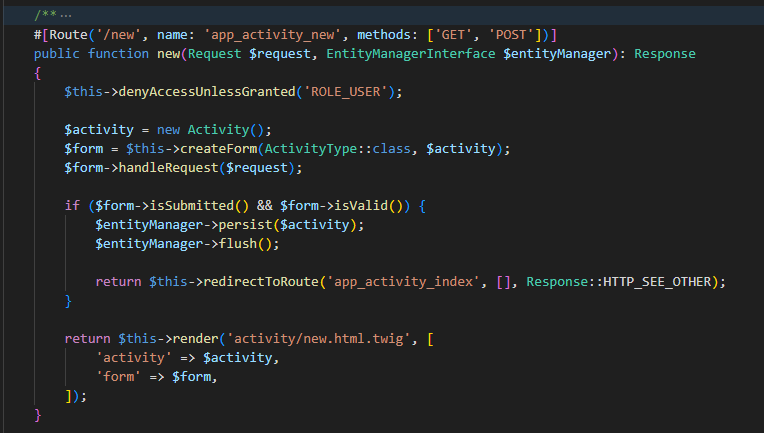 /** ...
#[Route('/new', name: 'app_activity_new', methods: ['GET', 'POST'])]
public function new(Request $request, EntityManagerInterface $entityManager): Response
{
    $this->denyAccessUnlessGranted('ROLE_USER');

    $activity = new Activity();
    $form = $this->createForm(ActivityType::class, $activity);
    $form->handleRequest($request);

    if ($form->isSubmitted() && $form->isValid()) {
        $entityManager->persist($activity);
        $entityManager->flush();

        return $this->redirectToRoute('app_activity_index', [], Response::HTTP_SEE_OTHER);
    }

    return $this->render('activity/new.html.twig', [
        'activity' => $activity,
        'form' => $form,
    ]);
}